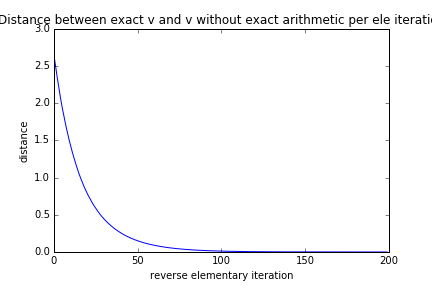 Distance between exact v and v without exact arithmetic per ele iteratio
3.0
2.5
2.0
1.5
1.0
0.5
0.0
distance
0 50 100 150 200
reverse elementary iteration